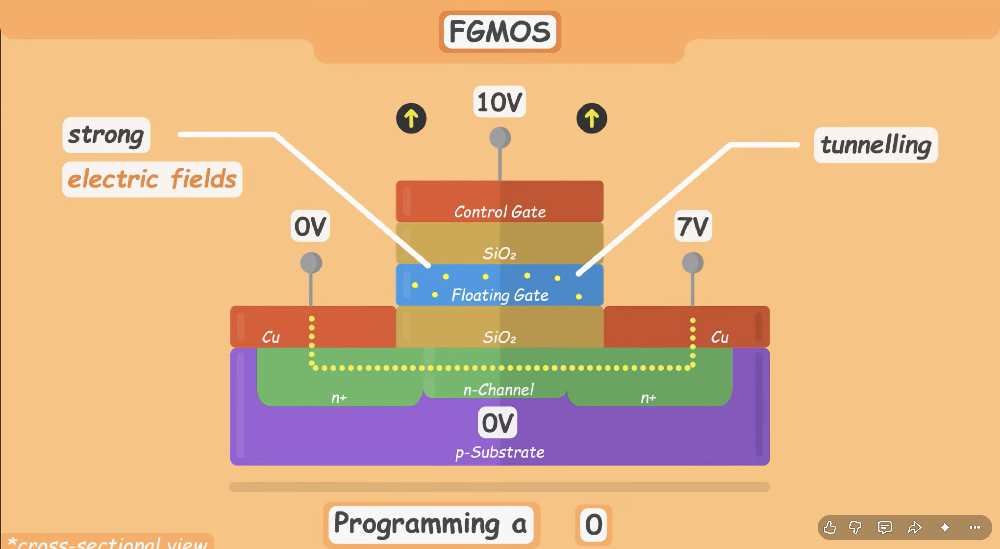 FGMOS
10V
strong
electric fields
tunnelling
Control Gate
0V
7V
SiO₂
Floating Gate
Cu
SiO₂
Cu
n+
n-Channel
n+
0V
p-Substrate
Programming a 0
*cross-sectional view